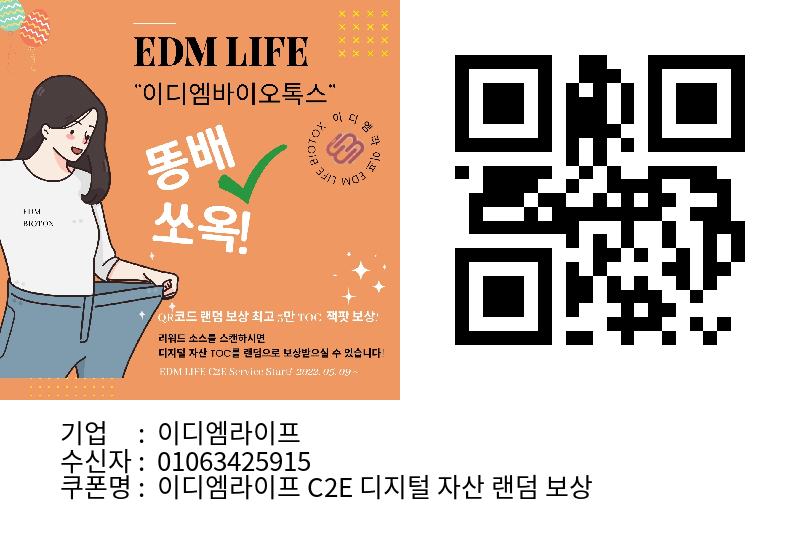 EDM LIFE
"이디엠바이오톡스"
똥배
쏘옥!
이디엠라이프 EDM LIFE BIOTOX
EDM
BIOTOX
QR코드 랜덤 보상 최고 5만 TOC 잭팟 보상!
리워드 소스를 스캔하시면
디지털 자산 TOC를 랜덤으로 보상받으실 수 있습니다!
EDM LIFE C2E Service Start! 2022. 05. 09 ~
기업 : 이디엠라이프
수신자 : 01063425915
쿠폰명 : 이디엠라이프 C2E 디지털 자산 랜덤 보상